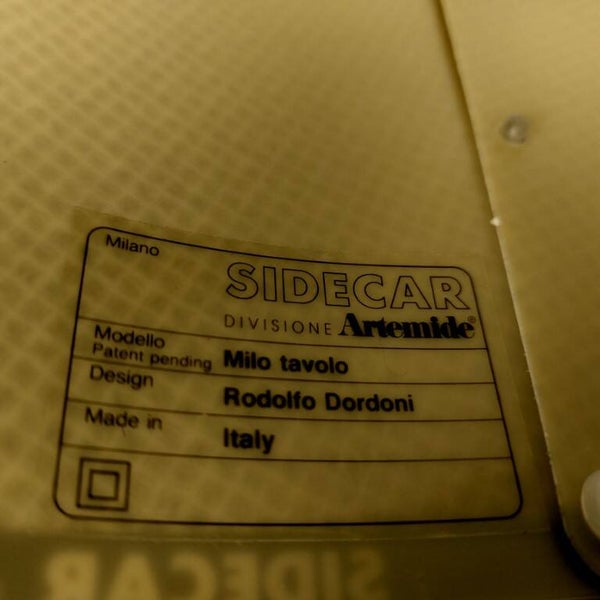 Milano
SIDECAR
DIVISIONE Artemide®
Modello
Patent pending Milo tavolo
Design Rodolfo Dordoni
Made in Italy
SIDECAR